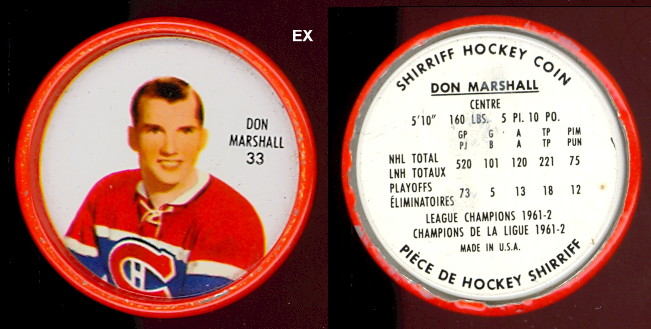 EX
DON
MARSHALL
33
SHIRRIFF HOCKEY COIN
DON MARSHALL
CENTRE
5'10" 160 LBS. 5 PI. 10 PO.
GP G A TP PIM
PJ B A TP PUN
NHL TOTAL
LNH TOTAUX 520 101 120 221 75
PLAYOFFS
ÉLIMINATOIRES 73 5 13 18 12
LEAGUE CHAMPIONS 1961-2
CHAMPIONS DE LA LIGUE 1961-2
MADE IN U.S.A.
PIÈCE DE HOCKEY SHIRRIFF